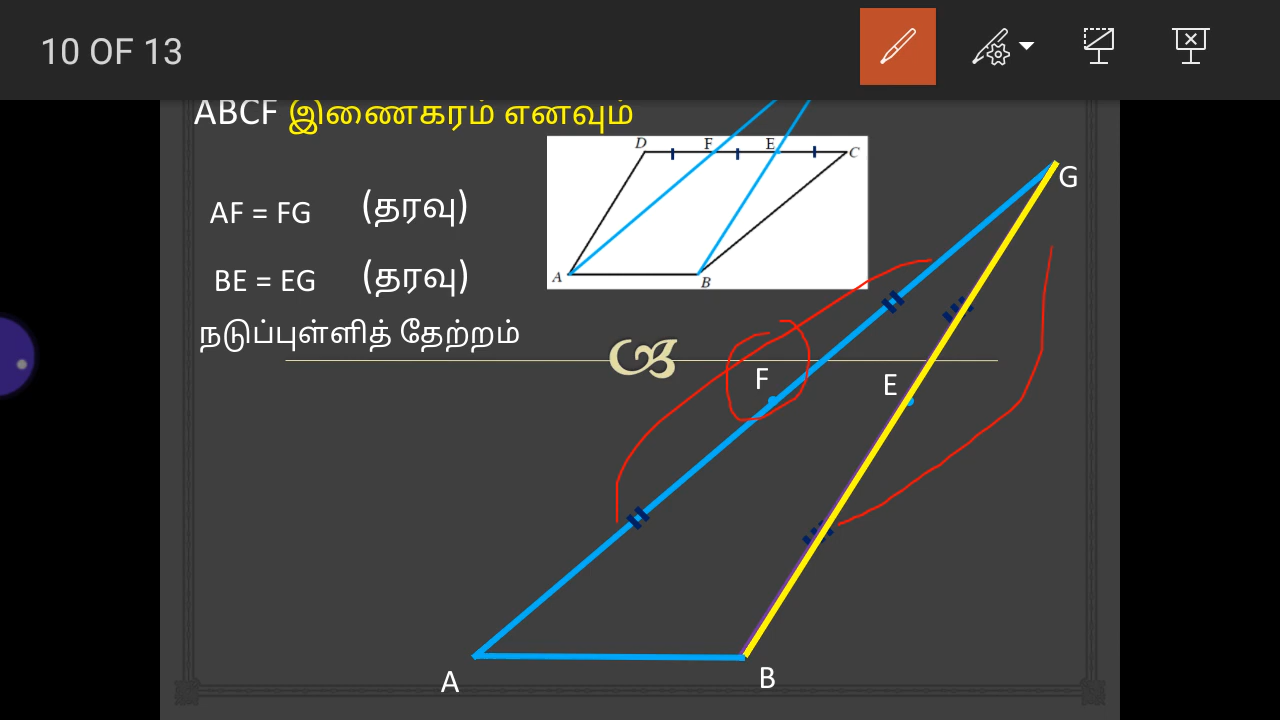 10 OF 13
ABCF இணைகரம் எனவும்
D F E C
AF = FG (தரவு)
A B
BE = EG (தரவு)
நடுப்புள்ளித் தேற்றம்
G
F E
A B